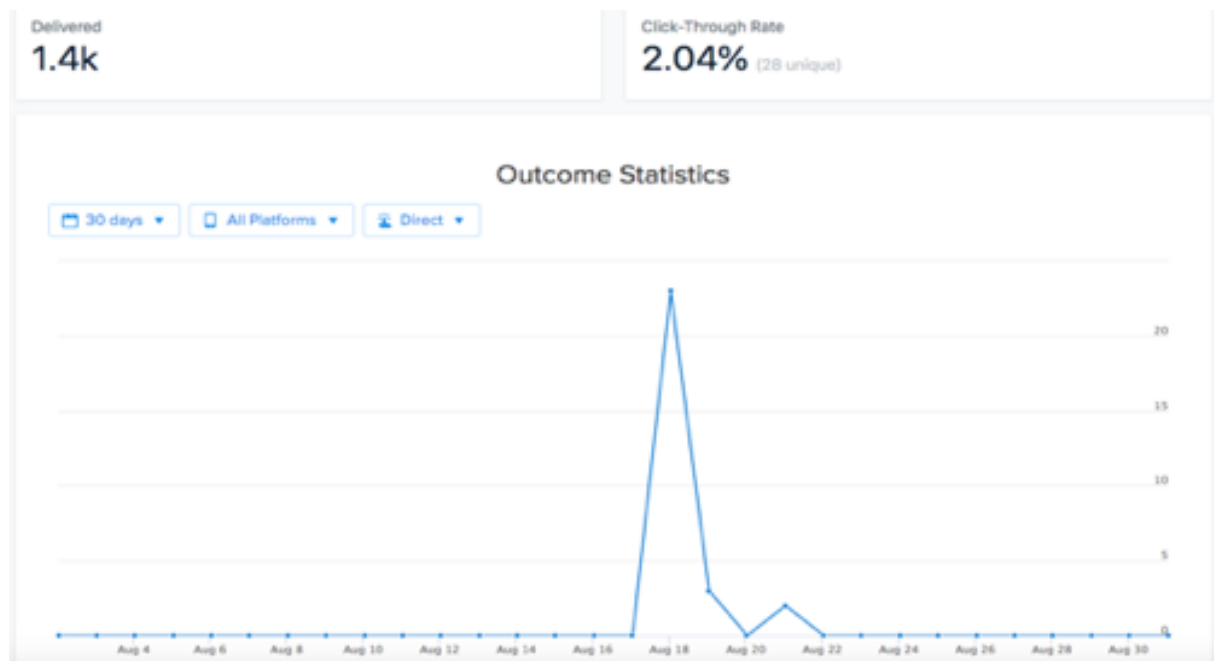 Delivered
1.4k
Click-Through Rate
2.04% (28 unique)
Outcome Statistics
30 days
All Platforms
Direct
20
15
10
5
0
Aug 4 Aug 6 Aug 8 Aug 10 Aug 12 Aug 14 Aug 16 Aug 18 Aug 20 Aug 22 Aug 24 Aug 26 Aug 28 Aug 30